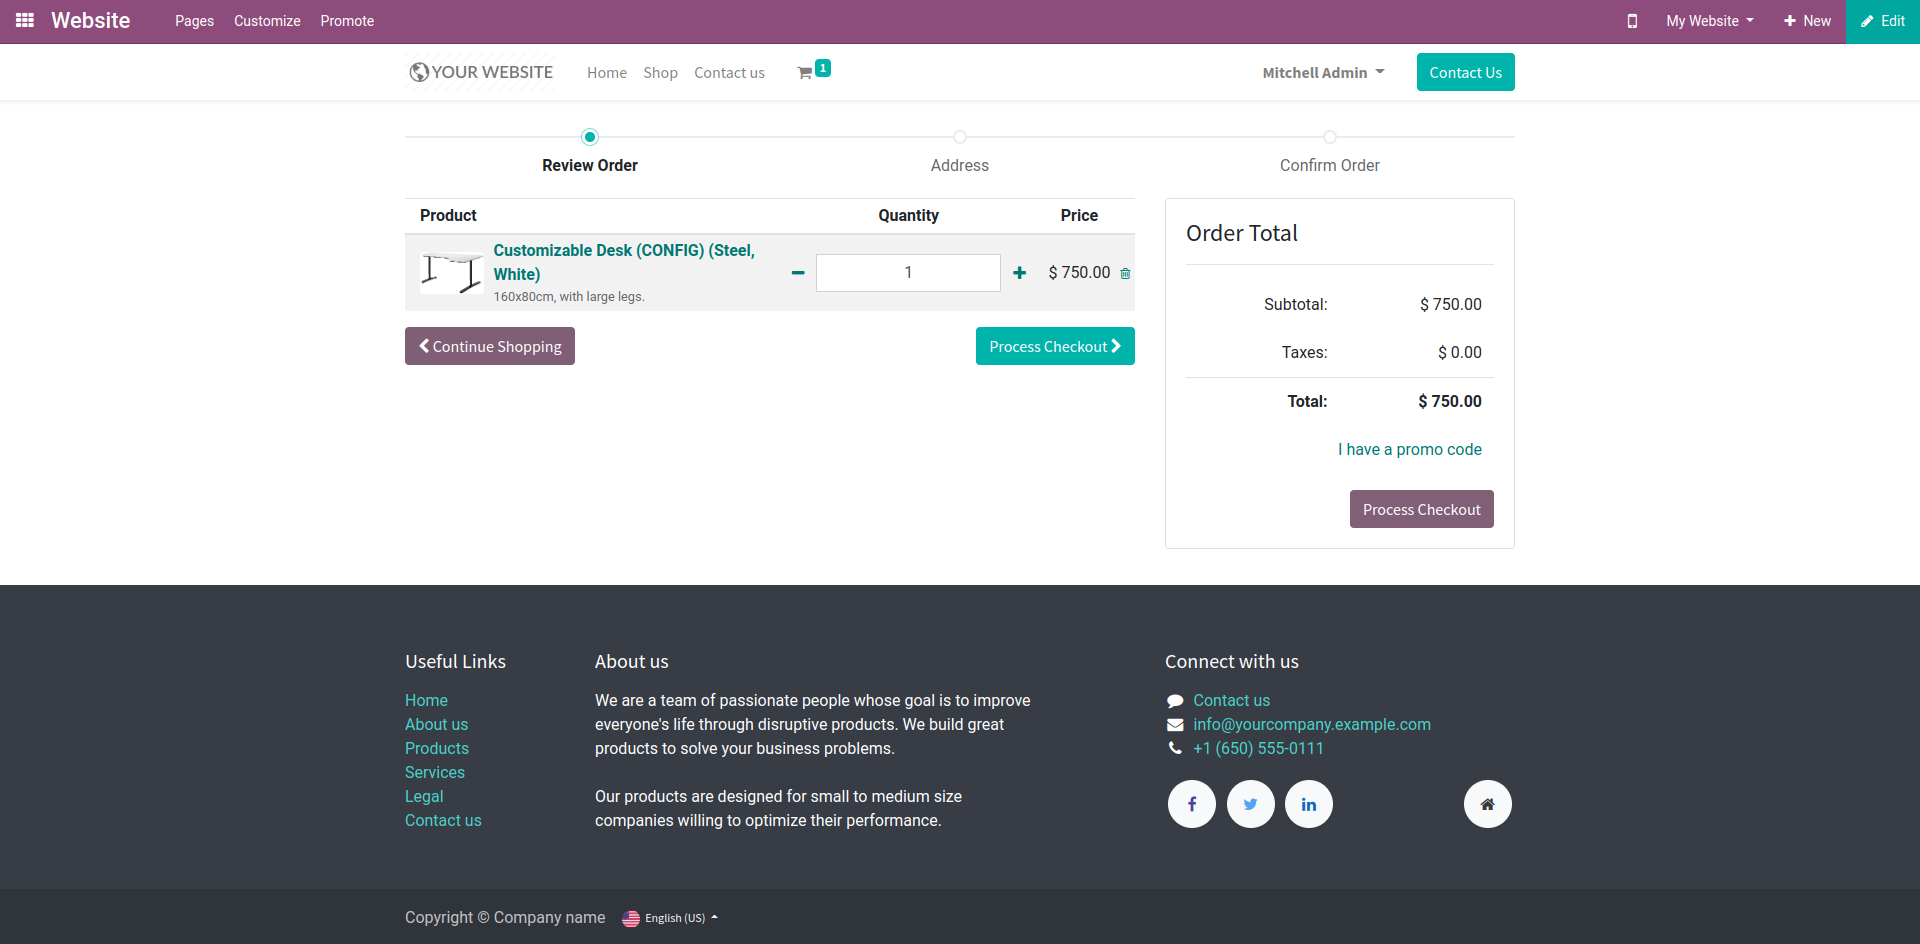 Website Pages Customize Promote My Website New Edit
YOUR WEBSITE Home Shop Contact us 1 Mitchell Admin Contact Us
Review Order Address Confirm Order
Product Quantity Price
Customizable Desk (CONFIG) (Steel,
White)
160x80cm, with large legs.
1 $ 750.00
Continue Shopping Process Checkout
Order Total
Subtotal: $ 750.00
Taxes: $ 0.00
Total: $ 750.00
I have a promo code
Process Checkout
Useful Links
Home
About us
Products
Services
Legal
Contact us
About us
We are a team of passionate people whose goal is to improve
everyone's life through disruptive products. We build great
products to solve your business problems.
Our products are designed for small to medium size
companies willing to optimize their performance.
Connect with us
Contact us
info@yourcompany.example.com
+1 (650) 555-0111
Copyright © Company name English (US)